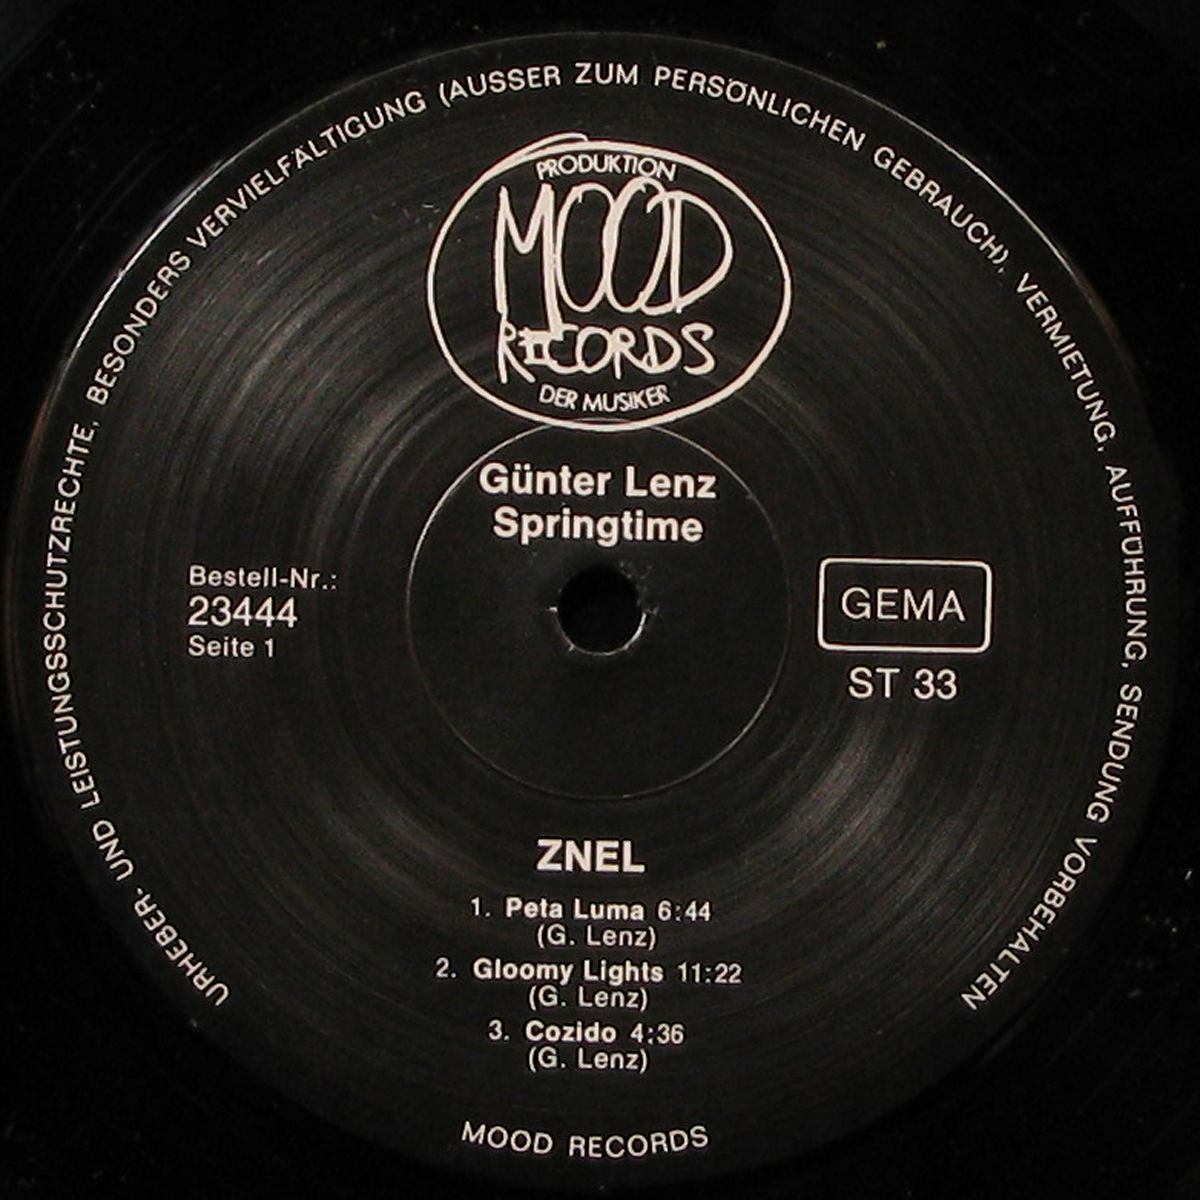 URHEBER- UND LEISTUNGSSCHUTZRECHTE, BESONDERS VERVIELFÄLTIGUNG (AUSSER ZUM PERSÖNLICHEN GEBRAUCH), VERMIETUNG, AUFFÜHRUNG, SENDUNG VORBEHALTEN
PRODUKTION
MOOD
RECORDS
DER MUSIKER
Günter Lenz
Springtime
Bestell-Nr.:
23444
Seite 1
GEMA
ST 33
ZNEL
1. Peta Luma 6:44
(G. Lenz)
2. Gloomy Lights 11:22
(G. Lenz)
3. Cozido 4:36
(G. Lenz)
MOOD RECORDS